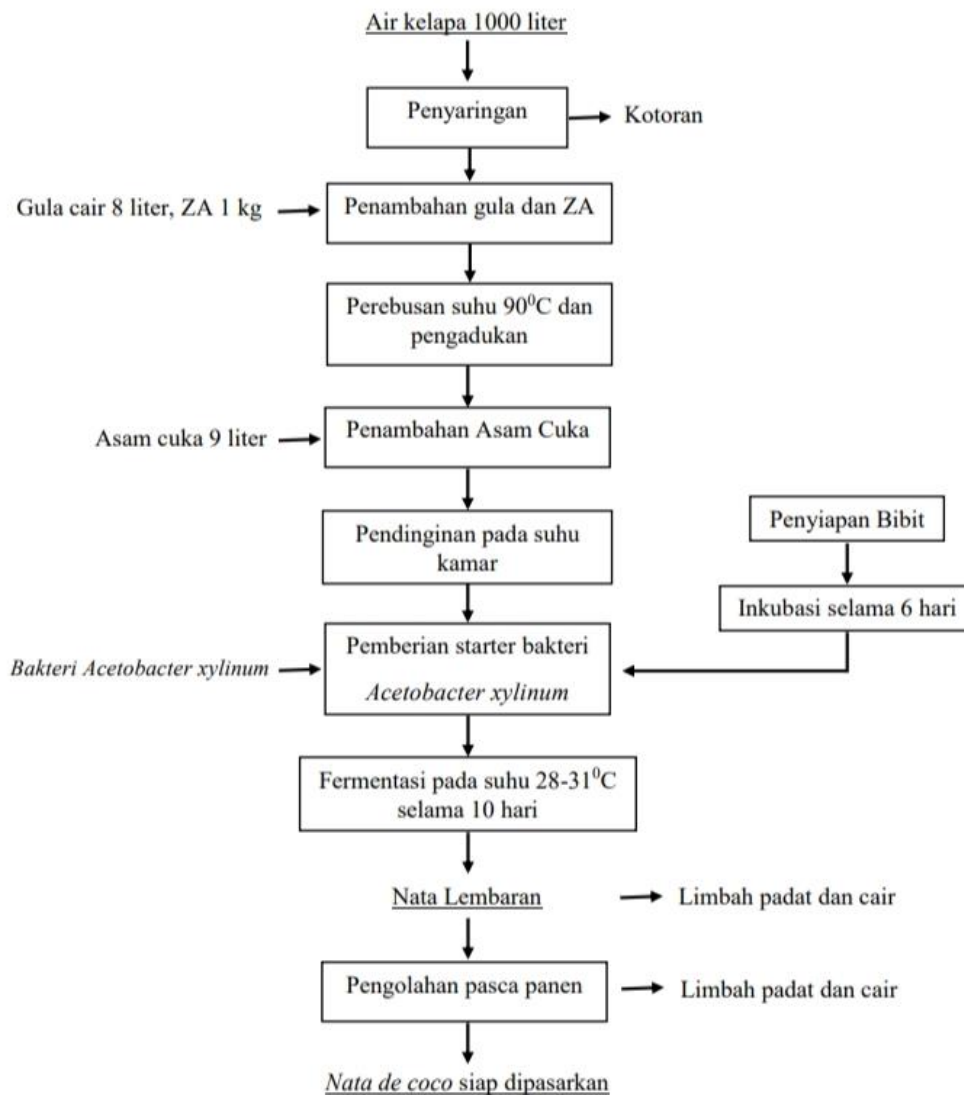 Air kelapa 1000 liter
Penyaringan
Kotoran
Gula cair 8 liter, ZA 1 kg
Penambahan gula dan ZA
Perebusan suhu 90⁰C dan
pengadukan
Asam cuka 9 liter
Penambahan Asam Cuka
Pendinginan pada suhu
kamar
Penyiapan Bibit
Inkubasi selama 6 hari
Bakteri Acetobacter xylinum
Pemberian starter bakteri
Acetobacter xylinum
Fermentasi pada suhu 28-31⁰C
selama 10 hari
Nata Lembaran
Limbah padat dan cair
Pengolahan pasca panen
Limbah padat dan cair
Nata de coco siap dipasarkan